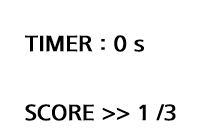 TIMER : 0 s
SCORE >> 1 /3